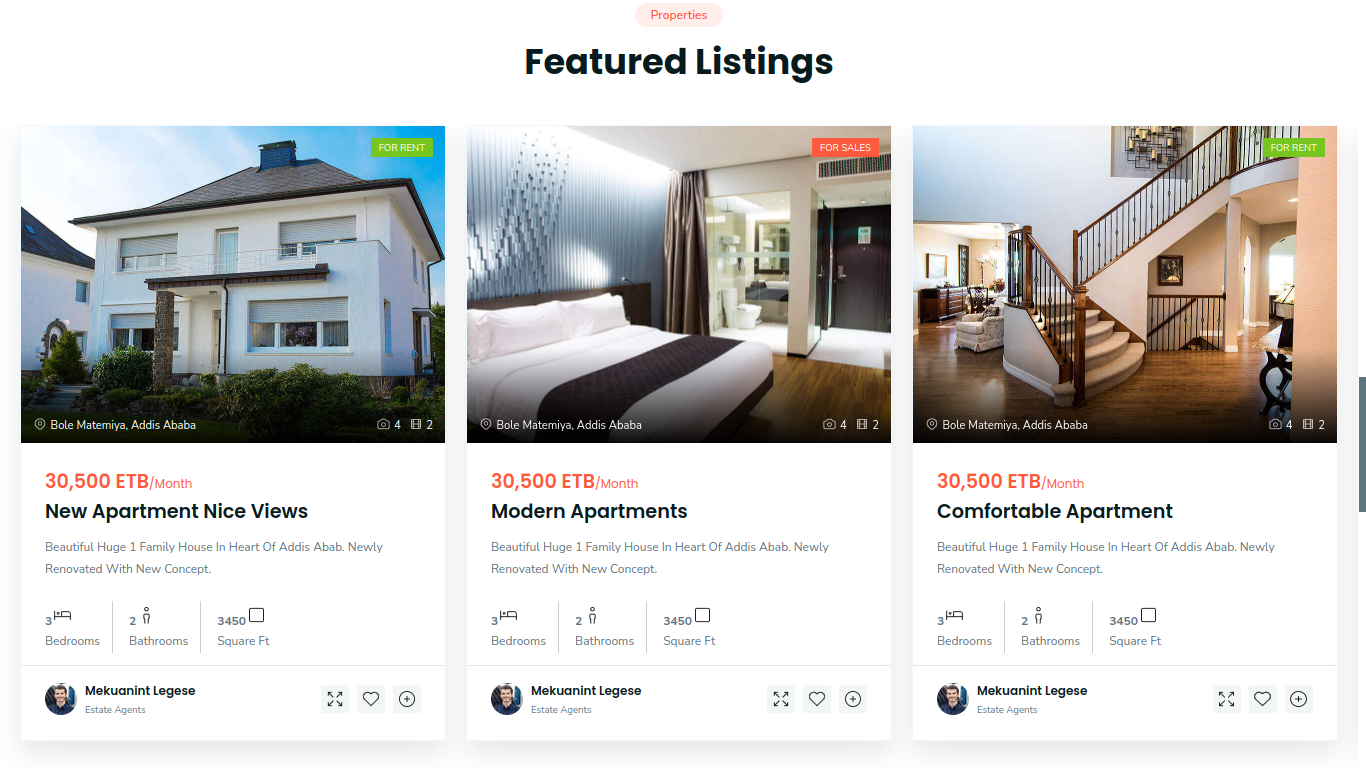 Properties
Featured Listings
FOR RENT
Bole Matemiya, Addis Ababa 4 2
30,500 ETB/Month
New Apartment Nice Views
Beautiful Huge 1 Family House In Heart Of Addis Abab. Newly
Renovated With New Concept.
3 2 3450
Bedrooms Bathrooms Square Ft
Mekuanint Legese
Estate Agents
FOR SALES
Bole Matemiya, Addis Ababa 4 2
30,500 ETB/Month
Modern Apartments
Beautiful Huge 1 Family House In Heart Of Addis Abab. Newly
Renovated With New Concept.
3 2 3450
Bedrooms Bathrooms Square Ft
Mekuanint Legese
Estate Agents
FOR RENT
Bole Matemiya, Addis Ababa 4 2
30,500 ETB/Month
Comfortable Apartment
Beautiful Huge 1 Family House In Heart Of Addis Abab. Newly
Renovated With New Concept.
3 2 3450
Bedrooms Bathrooms Square Ft
Mekuanint Legese
Estate Agents